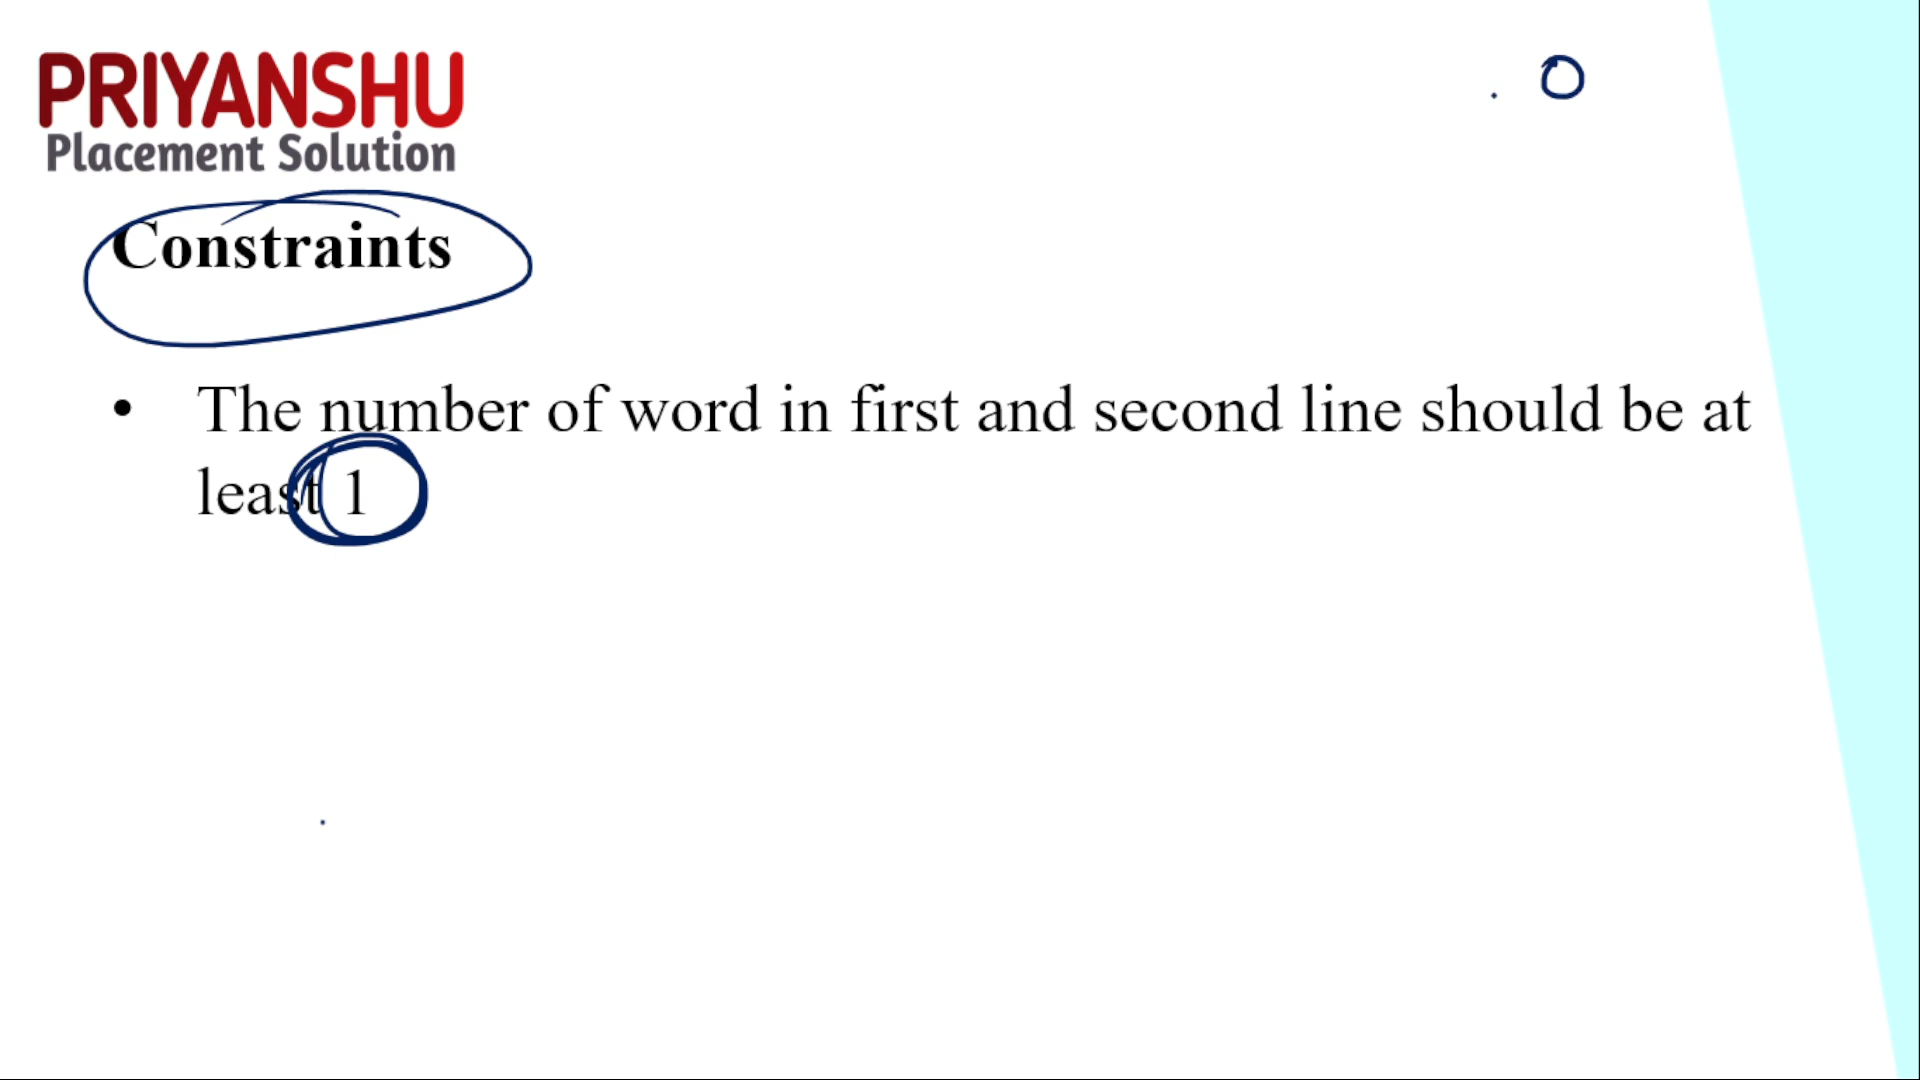 PRIYANSHU
Placement Solution
Constraints
• The number of word in first and second line should be at
least 1